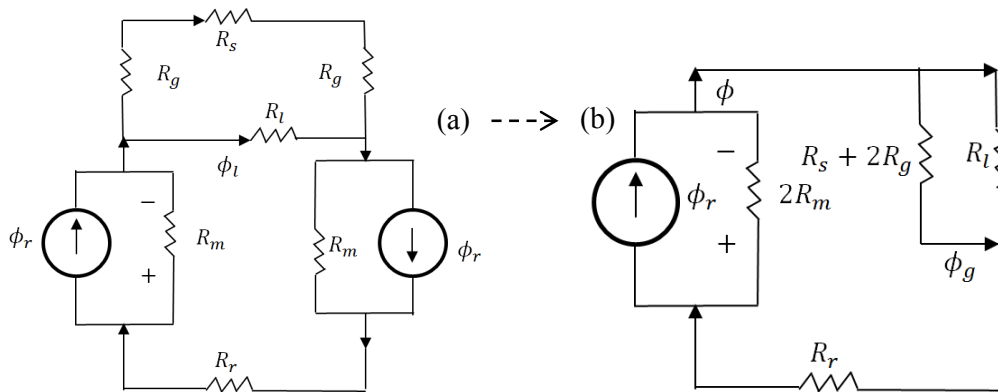 R_s
R_g
R_g
R_l
(a)
(b)
ϕ
ϕ_l
−
R_s + 2R_g
R_l
ϕ_r
2R_m
+
−
ϕ_r
R_m
+
R_m
ϕ_r
ϕ_g
R_r
R_r